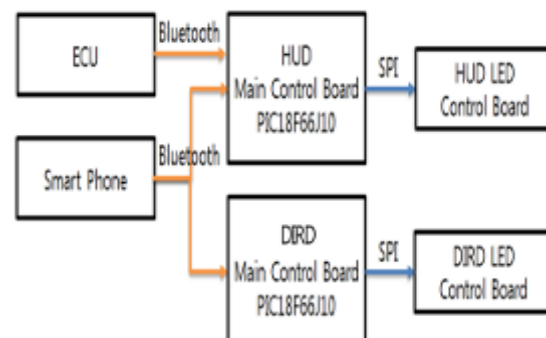 ECU
Bluetooth
HUD
Main Control Board
PIC18F66J10
SPI
HUD LED
Control Board
Smart Phone
Bluetooth
DIRD
Main Control Board
PIC18F66J10
SPI
DIRD LED
Control Board